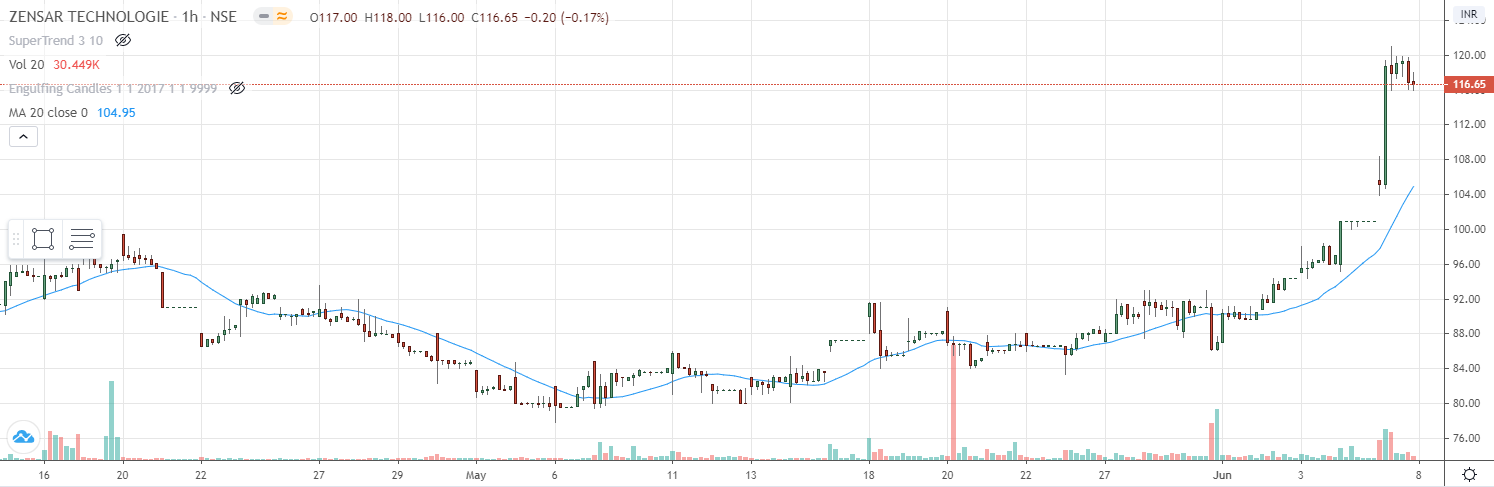 ZENSAR TECHNOLOGIE · 1h · NSE O117.00 H118.00 L116.00 C116.65 −0.20 (−0.17%)
SuperTrend 3 10
Vol 20 30.449K
Engulfing Candles 1 1 2017 1 1 9999
MA 20 close 0 104.95
INR
120.00
116.65
112.00
108.00
104.00
100.00
96.00
92.00
88.00
84.00
80.00
76.00
16 20 22 27 29 May 6 11 13 18 20 22 27 Jun 3 8